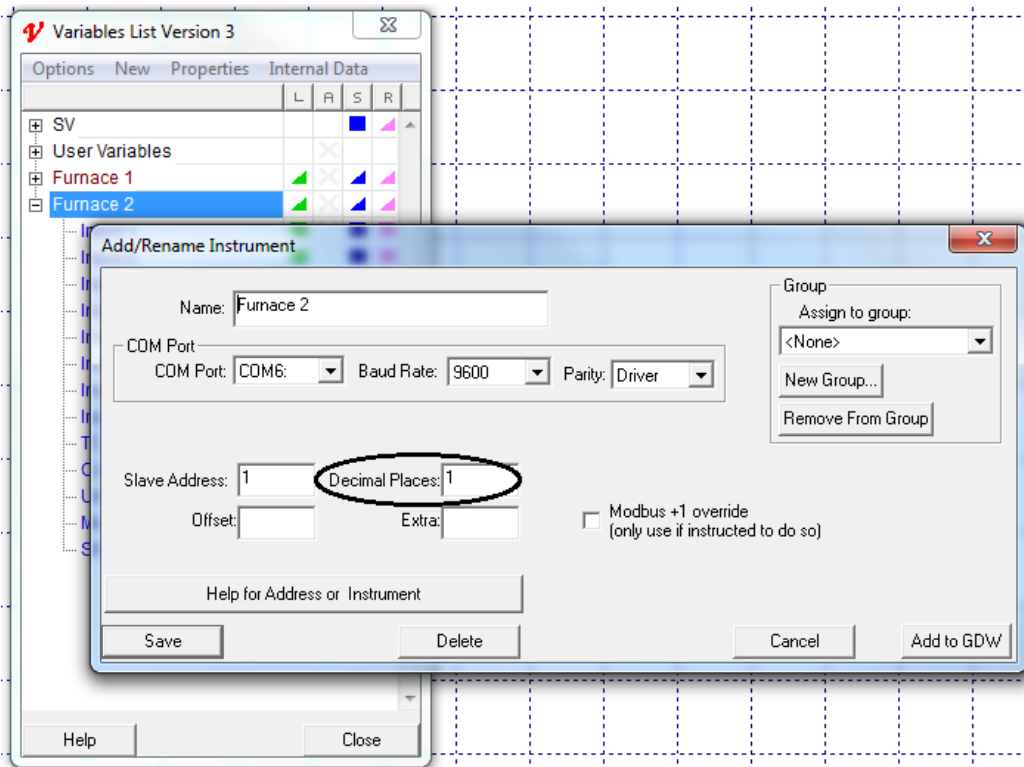 Variables List Version 3
Options New Properties Internal Data
L A S R
SV
User Variables
Furnace 1
Furnace 2
Add/Rename Instrument
Name: Furnace 2
Group
Assign to group:
<None>
New Group...
Remove From Group
COM Port
COM Port: COM6: Baud Rate: 9600 Parity: Driver
Slave Address: 1 Decimal Places: 1
Offset: Extra:
Modbus +1 override
(only use if instructed to do so)
Help for Address or Instrument
Save Delete Cancel Add to GDW
Help Close